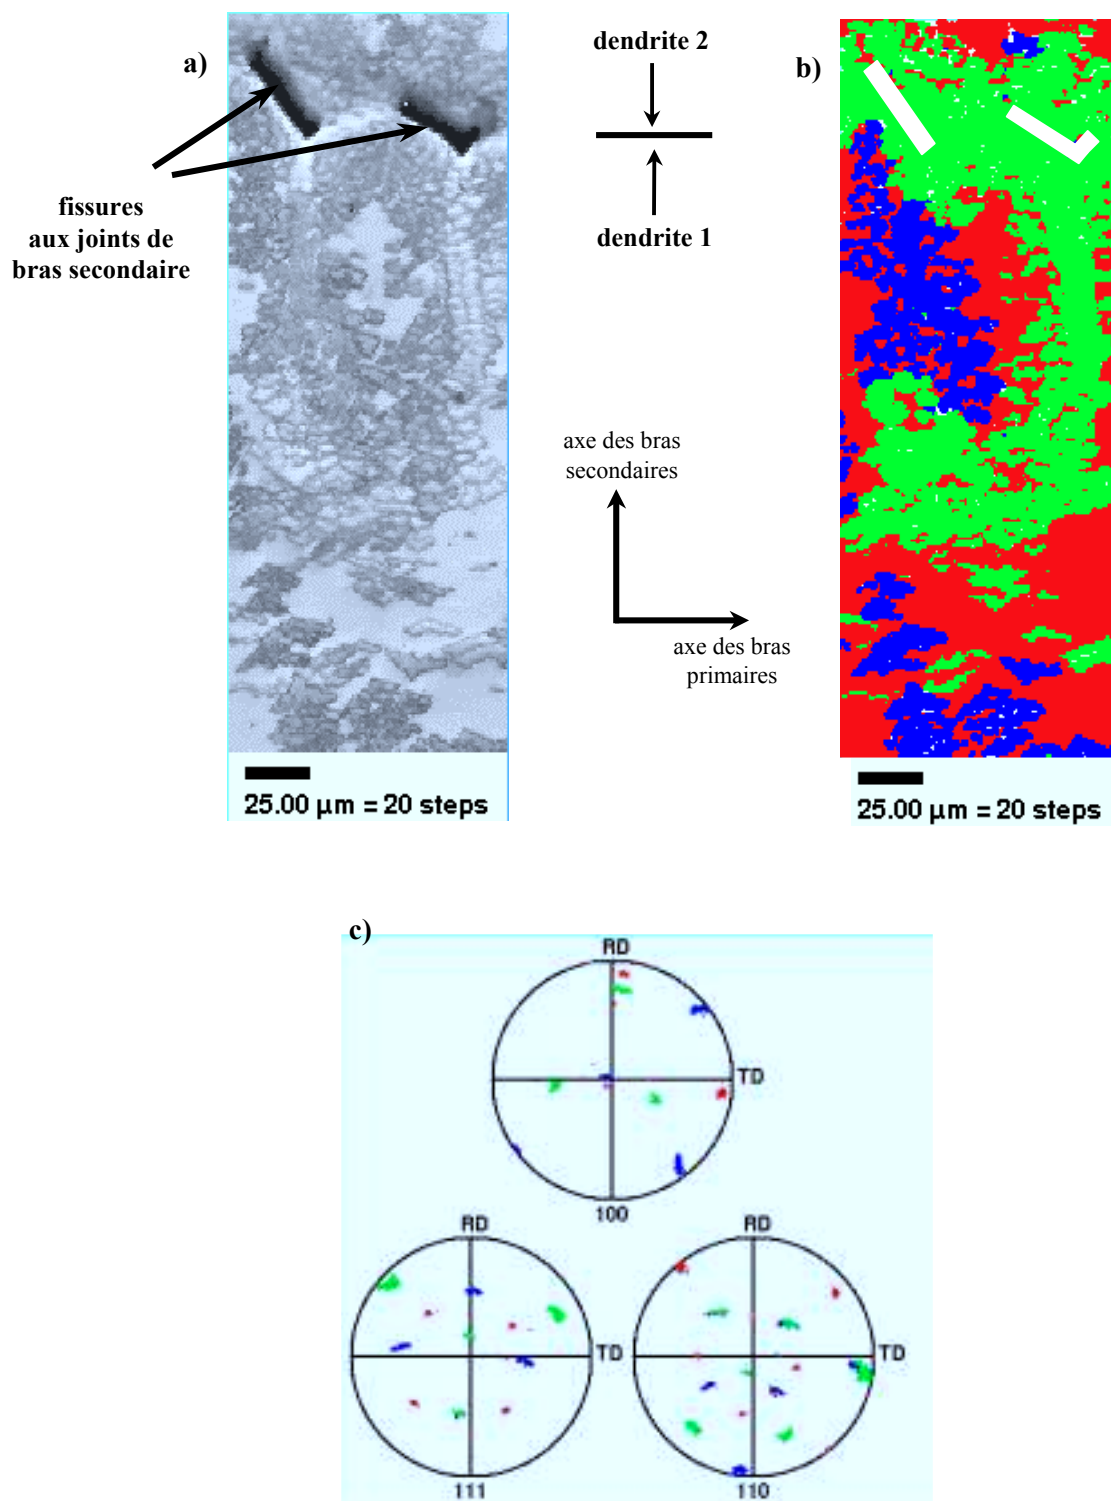 a)
dendrite 2
b)
fissures
aux joints de
bras secondaire
dendrite 1
axe des bras
secondaires
axe des bras
primaires
25.00 µm = 20 steps
25.00 µm = 20 steps
c)
RD
TD
100
RD
TD
111
RD
TD
110